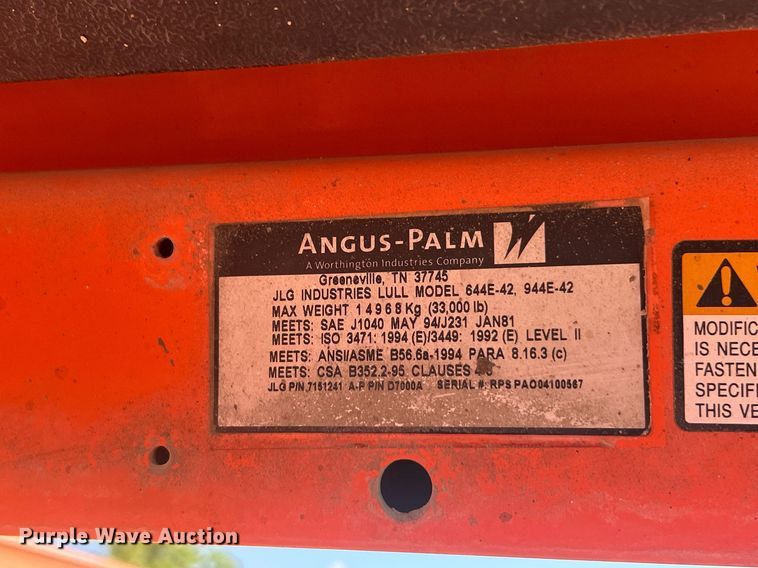 ANGUS-PALM
A Worthington Industries Company
Greeneville, TN 37745
JLG INDUSTRIES LULL MODEL 644E-42, 944E-42
MAX WEIGHT 14968Kg (33,000 lb)
MEETS: SAE J1040 MAY 94/J231 JAN81
MEETS: ISO 3471: 1994 (E)/3449: 1992 (E) LEVEL II
MEETS: ANSI/ASME B56.6a-1994 PARA 8.16.3 (c)
MEETS: CSA B352.2-95 CLAUSES
JLG P/N 7151241 A-P P/N D7000A SERIAL #: RPS PAO04100567
MODIFIC
IS NECE
FASTEN
SPECIFI
THIS VE
Purple Wave Auction